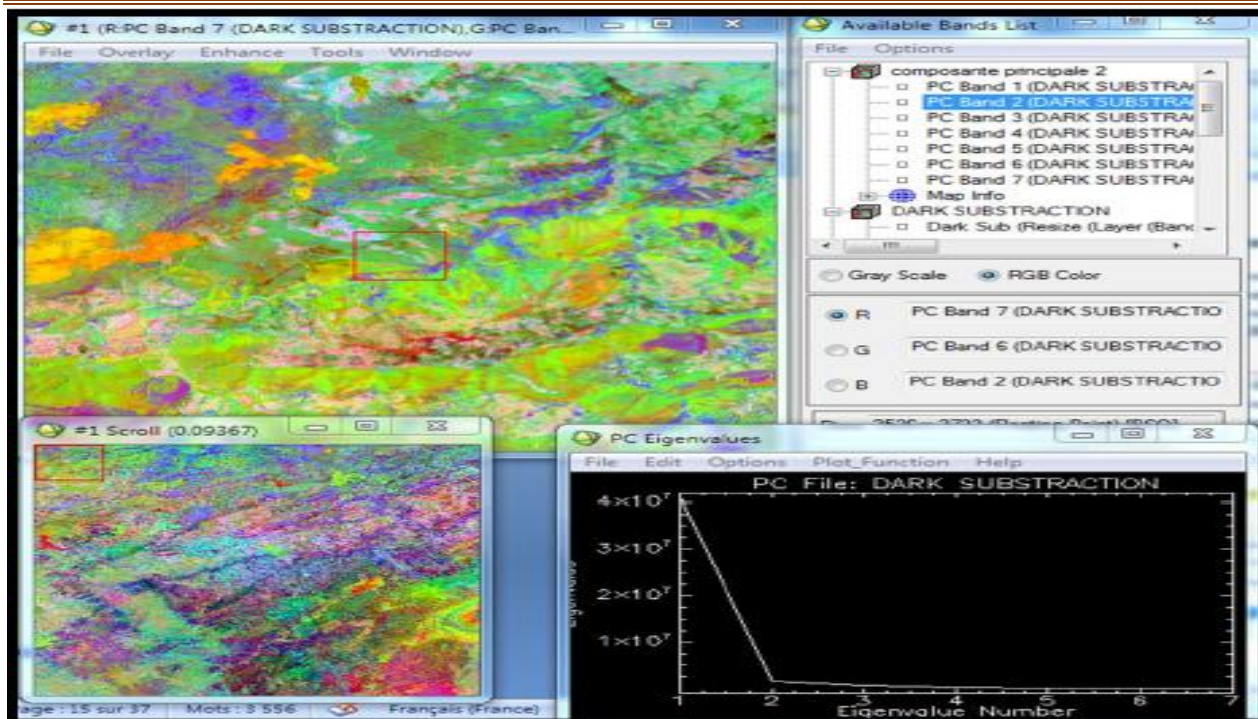 #1 (R:PC Band 7 (DARK SUBSTRACTION),G:PC Ban...
File Overlay Enhance Tools Window
Available Bands List
File Options
composante principale 2
PC Band 1 (DARK SUBSTRA
PC Band 2 (DARK SUBSTRA
PC Band 3 (DARK SUBSTRA
PC Band 4 (DARK SUBSTRA
PC Band 5 (DARK SUBSTRA
PC Band 6 (DARK SUBSTRA
PC Band 7 (DARK SUBSTRA
Map Info
DARK SUBSTRACTION
Dark Sub (Resize (Layer (Band
Gray Scale RGB Color
R PC Band 7 (DARK SUBSTRACTIO
G PC Band 6 (DARK SUBSTRACTIO
B PC Band 2 (DARK SUBSTRACTIO
#1 Scroll (0.09367)
PC Eigenvalues
File Edit Options Plot_Function Help
PC File: DARK SUBSTRACTION
4×10⁷
3×10⁷
2×10⁷
1×10⁷
1 2 3 4 5 6 7
Eigenvalue Number
age : 15 sur 37 Mots : 3 556 Français (France)